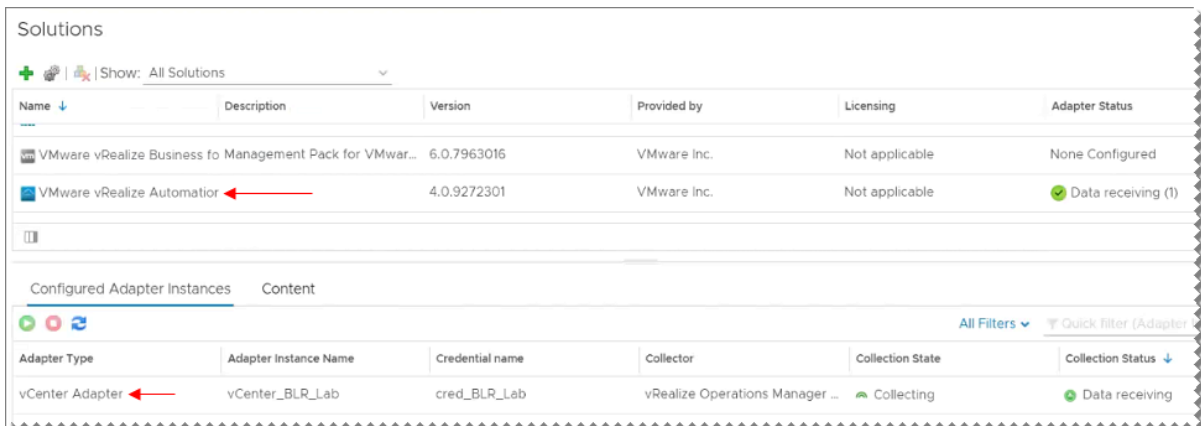 Solutions
Show: All Solutions
Name Description Version Provided by Licensing Adapter Status
vm VMware vRealize Business fo Management Pack for VMwar... 6.0.7963016 VMware Inc. Not applicable None Configured
VMware vRealize Automation 4.0.9272301 VMware Inc. Not applicable Data receiving (1)
Configured Adapter Instances Content
All Filters Quick filter (Adapter
Adapter Type Adapter Instance Name Credential name Collector Collection State Collection Status
vCenter Adapter vCenter_BLR_Lab cred_BLR_Lab vRealize Operations Manager ... Collecting Data receiving